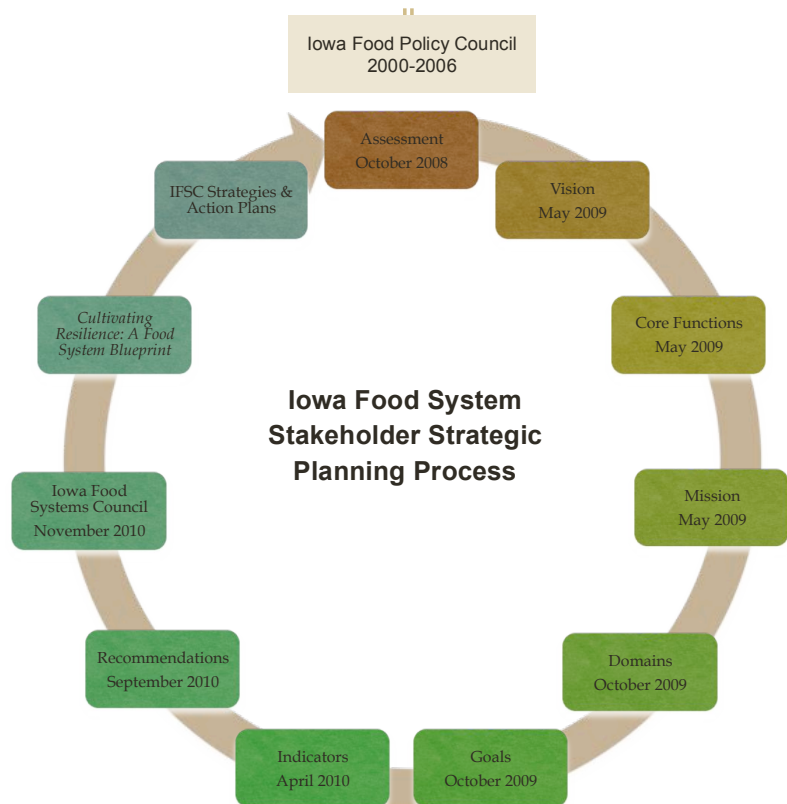 Iowa Food Policy Council
2000-2006
Assessment
October 2008
Vision
May 2009
Core Functions
May 2009
Mission
May 2009
Domains
October 2009
Goals
October 2009
Indicators
April 2010
Recommendations
September 2010
Iowa Food
Systems Council
November 2010
Cultivating
Resilience: A Food
System Blueprint
IFSC Strategies &
Action Plans
Iowa Food System
Stakeholder Strategic
Planning Process